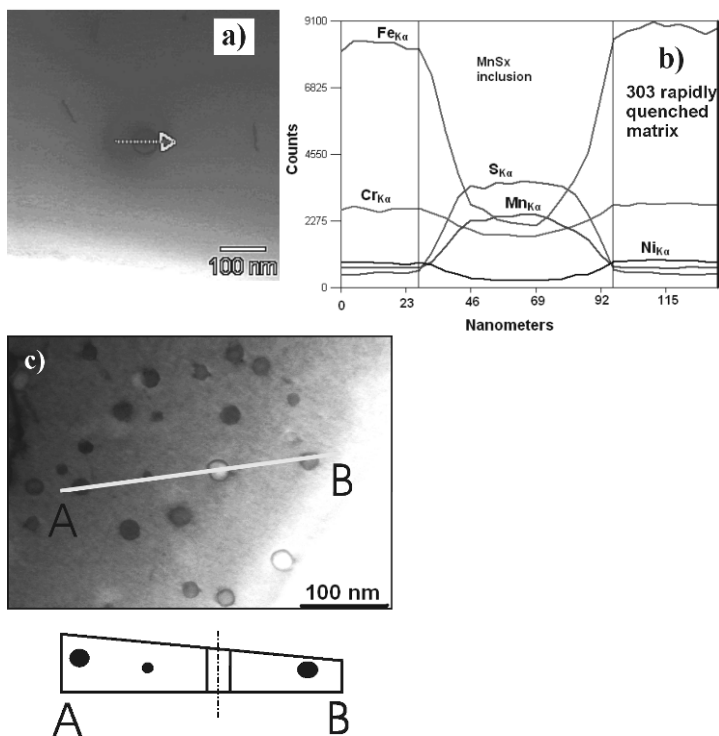 a)
100 nm
b)
9100
6825
4550
2275
0
Counts
Fe Kα
MnSx
inclusion
303 rapidly
quenched
matrix
S Kα
Cr Kα
Mn Kα
Ni Kα
0 23 46 69 92 115
Nanometers
c)
A
B
100 nm
A
B